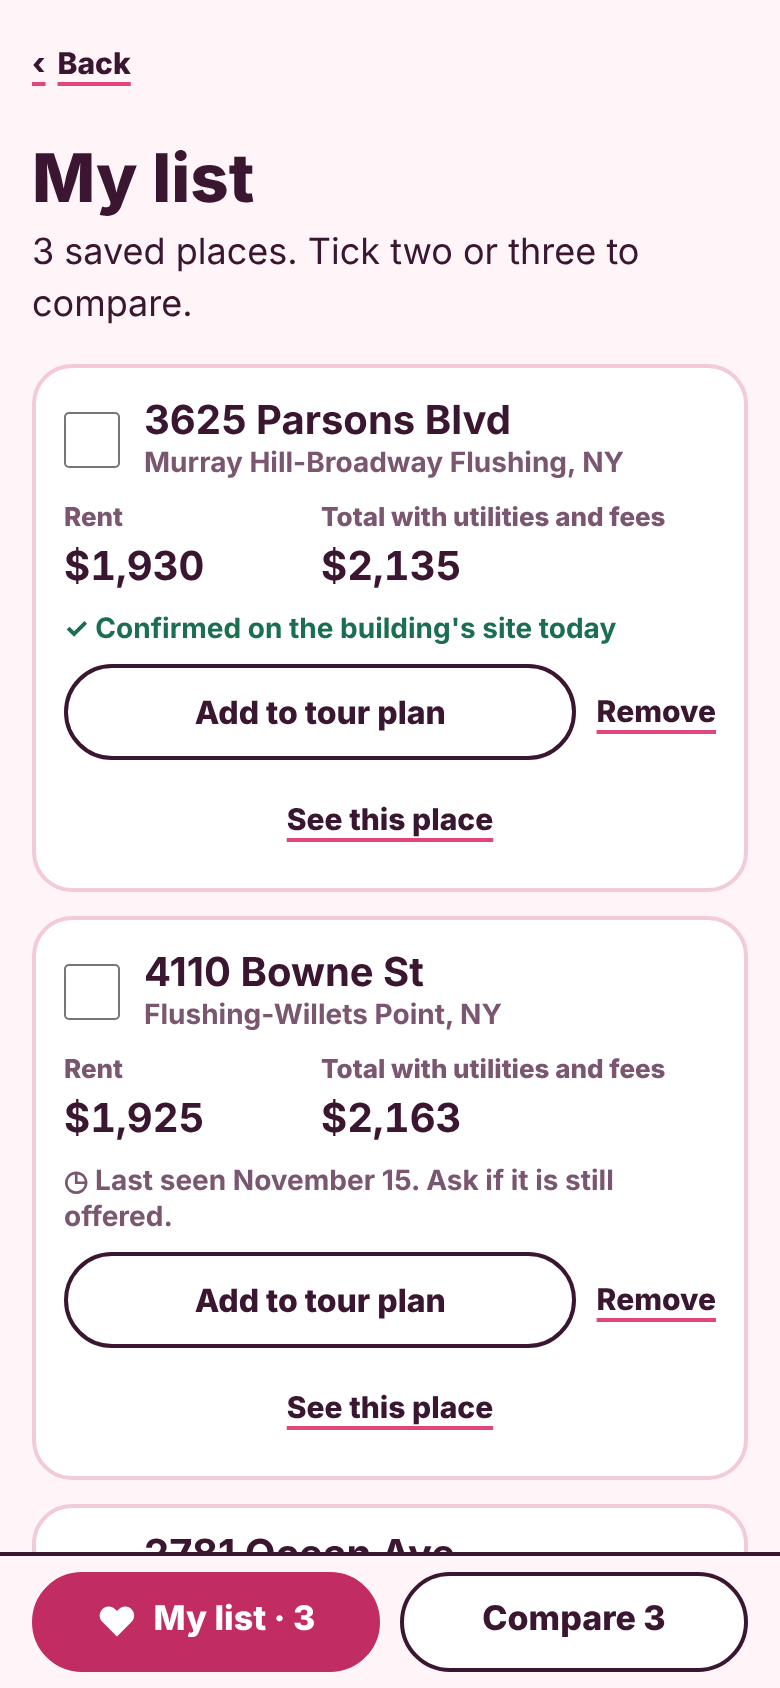 ‹ Back
My list
3 saved places. Tick two or three to
compare.
3625 Parsons Blvd
Murray Hill-Broadway Flushing, NY
Rent
Total with utilities and fees
$1,930
$2,135
✓ Confirmed on the building's site today
Add to tour plan
Remove
See this place
4110 Bowne St
Flushing-Willets Point, NY
Rent
Total with utilities and fees
$1,925
$2,163
Last seen November 15. Ask if it is still
offered.
Add to tour plan
Remove
See this place
2781 Ocean Ave
My list · 3
Compare 3